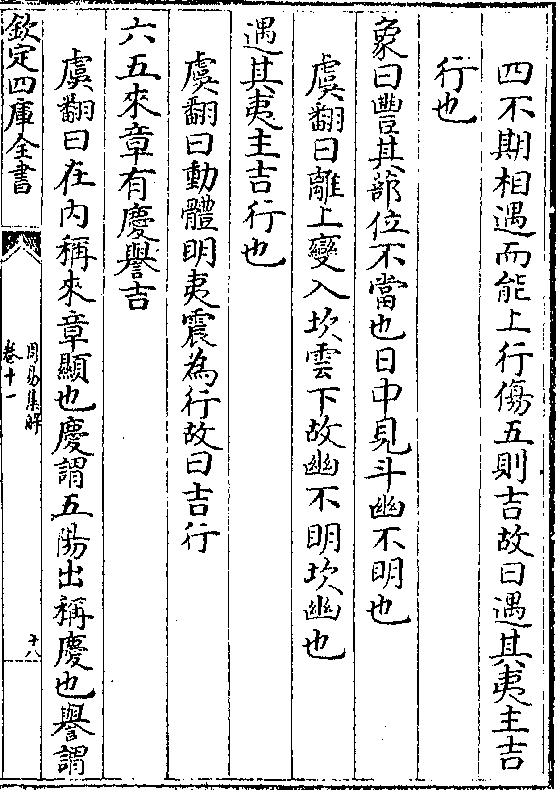 四不期相遇而能上行傷五則吉故曰遇其夷主吉
行也
象曰豐其蔀位不當也日中見斗幽不明也
虞翻曰離上變入坎雲下故幽不明坎幽也
遇其夷主吉行也
虞翻曰動體明夷震為行故曰吉行
六五來章有慶譽吉
虞翻曰在内稱來章顯也慶謂五陽出稱慶也譽謂
欽定四庫全書
周易集解
卷十一
十八